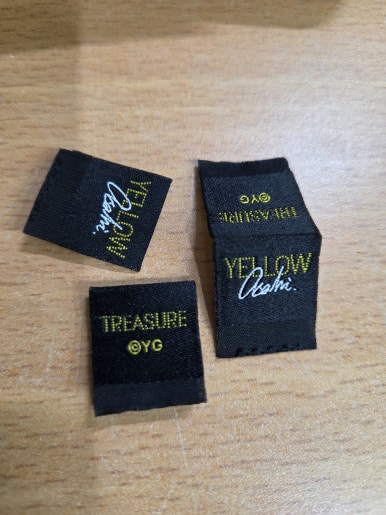 YELLOW
Asahi.
TREASURE
©YG
YELLOW
Asahi.
TREASURE
©YG